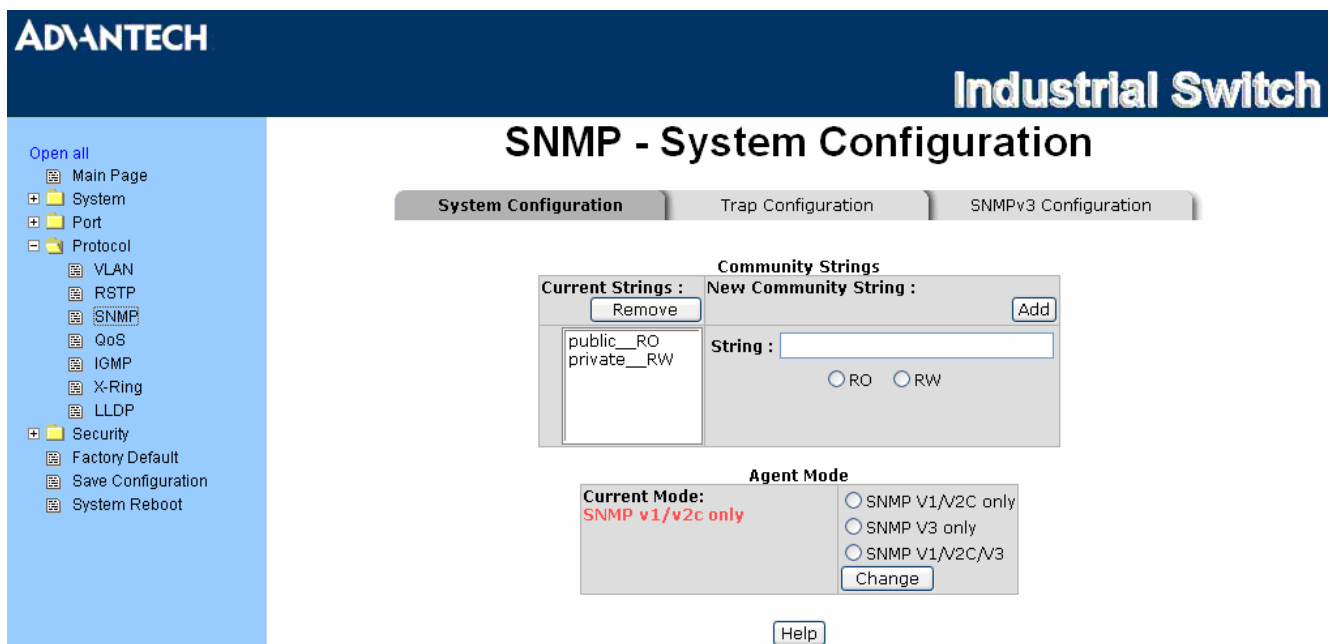 ADVANTECH
Industrial Switch
Open all
Main Page
System
Port
Protocol
VLAN
RSTP
SNMP
QoS
IGMP
X-Ring
LLDP
Security
Factory Default
Save Configuration
System Reboot
SNMP - System Configuration
System Configuration Trap Configuration SNMPv3 Configuration
Community Strings
Current Strings : New Community String :
Remove Add
public__RO
private__RW
String :
RO RW
Agent Mode
Current Mode:
SNMP v1/v2c only
SNMP V1/V2C only
SNMP V3 only
SNMP V1/V2C/V3
Change
Help